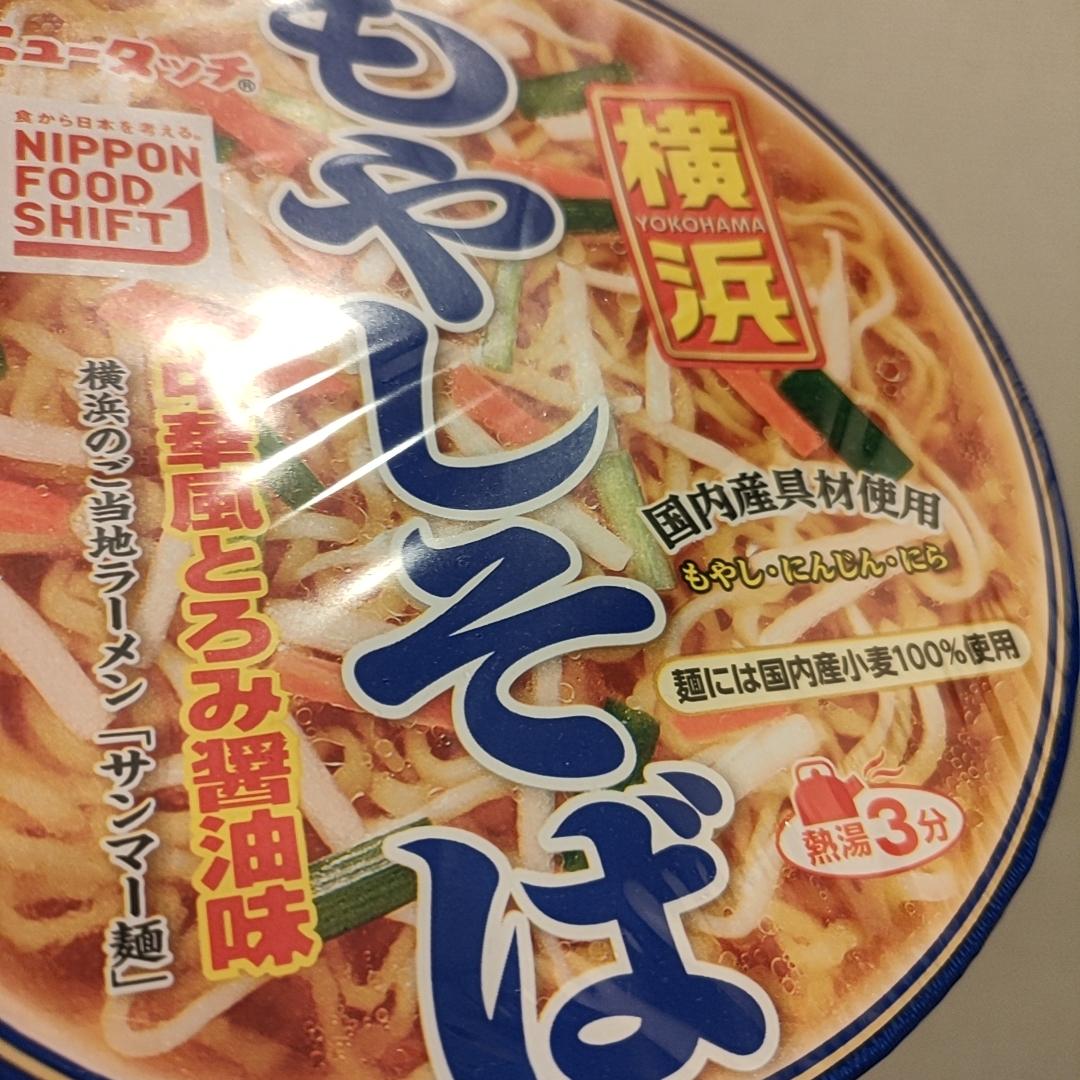 ニュータッチ®
食から日本を考える。
NIPPON
FOOD
SHIFT
もやしそば
横
YOKOHAMA
浜
国内産具材使用
もやし・にんじん・にら
麺には国内産小麦100%使用
熱湯3分
中華風とろみ醤油味
横浜のご当地ラーメン「サンマー麺」